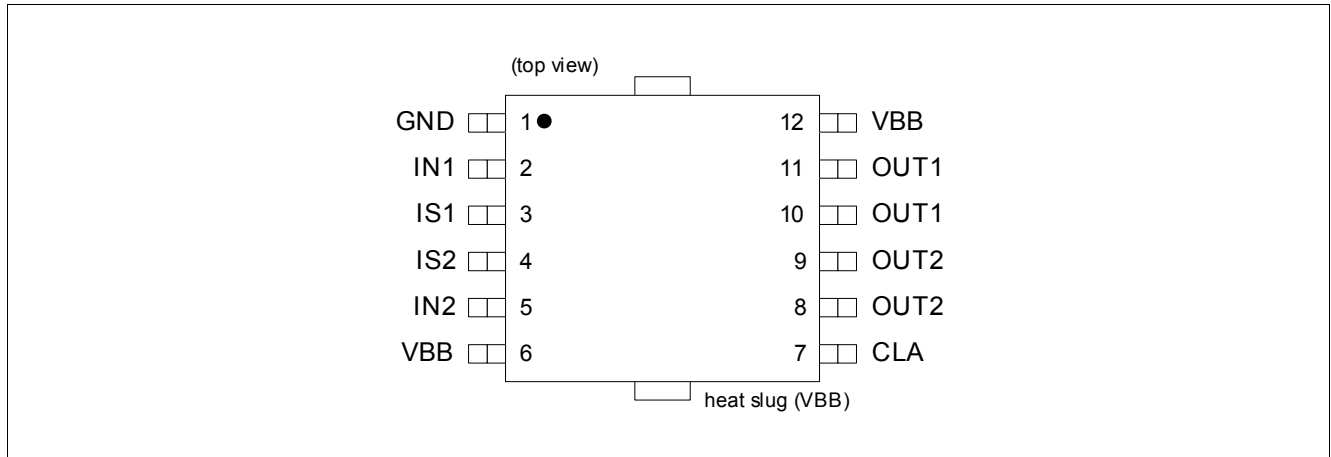 (top view)
GND 1 12 VBB
IN1 2 11 OUT1
IS1 3 10 OUT1
IS2 4 9 OUT2
IN2 5 8 OUT2
VBB 6 7 CLA
heat slug (VBB)